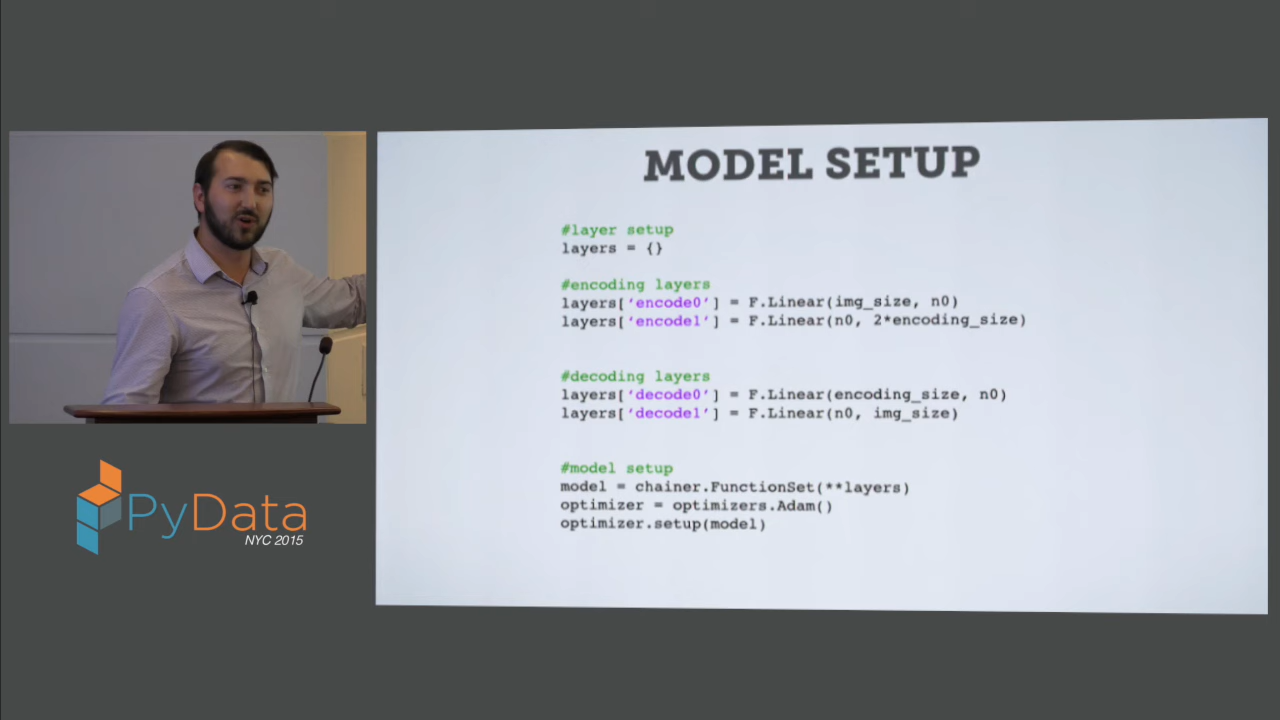 MODEL SETUP
#layer setup
layers = {}
#encoding layers
layers['encode0'] = F.Linear(img_size, n0)
layers['encode1'] = F.Linear(n0, 2*encoding_size)
#decoding layers
layers['decode0'] = F.Linear(encoding_size, n0)
layers['decode1'] = F.Linear(n0, img_size)
#model setup
model = chainer.FunctionSet(**layers)
optimizer = optimizers.Adam()
optimizer.setup(model)
PyData
NYC 2015